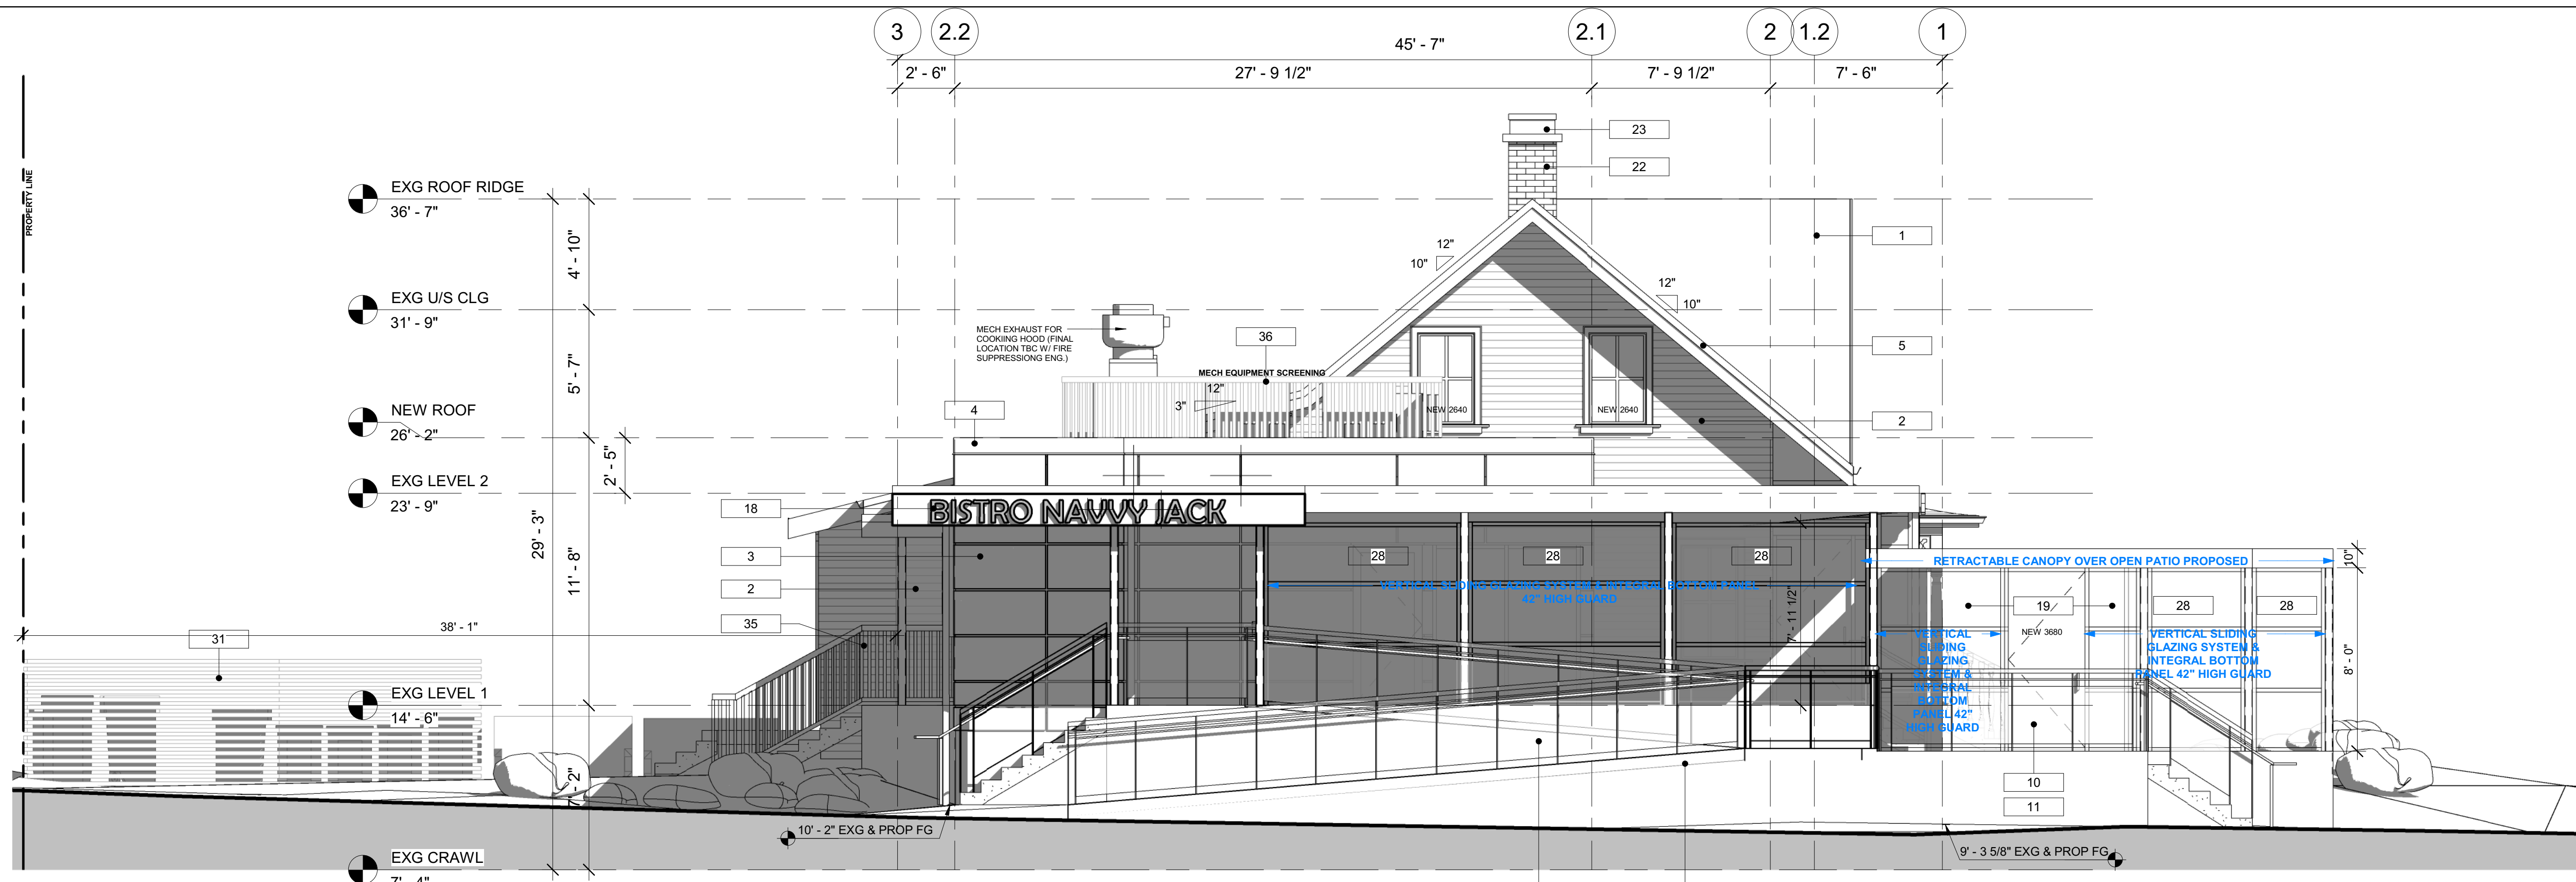 3
2.2
2.1
2
1.2
1
45' - 7"
2' - 6"
27' - 9 1/2"
7' - 9 1/2"
7' - 6"
PROPERTY LINE
23
22
EXG ROOF RIDGE
36' - 7"
4' - 10"
1
12"
10"
12"
10"
EXG U/S CLG
31' - 9"
MECH EXHAUST FOR
COOKIING HOOD (FINAL
LOCATION TBC W/ FIRE
SUPPRESSIONG ENG.)
36
5
5' - 7"
MECH EQUIPMENT SCREENING
12"
3"
NEW 2640
NEW 2640
NEW ROOF
26' - 2"
4
2
2' - 5"
EXG LEVEL 2
23' - 9"
18
BISTRO NAVVY JACK
29' - 3"
11' - 8"
3
28
28
28
RETRACTABLE CANOPY OVER OPEN PATIO PROPOSED
10"
2
VERTICAL SLIDING GLAZING SYSTEM & INTEGRAL BOTTOM PANEL
42" HIGH GUARD
7' - 11 1/2"
19
28
28
35
38' - 1"
31
NEW 3680
VERTICAL
SLIDING
GLAZING
SYSTEM &
INTEGRAL
BOTTOM
PANEL 42"
HIGH GUARD
VERTICAL SLIDING
GLAZING SYSTEM &
INTEGRAL BOTTOM
PANEL 42" HIGH GUARD
8' - 0"
EXG LEVEL 1
14' - 6"
7' - 2"
10
11
10' - 2" EXG & PROP FG
9' - 3 5/8" EXG & PROP FG
EXG CRAWL
7' - 4"